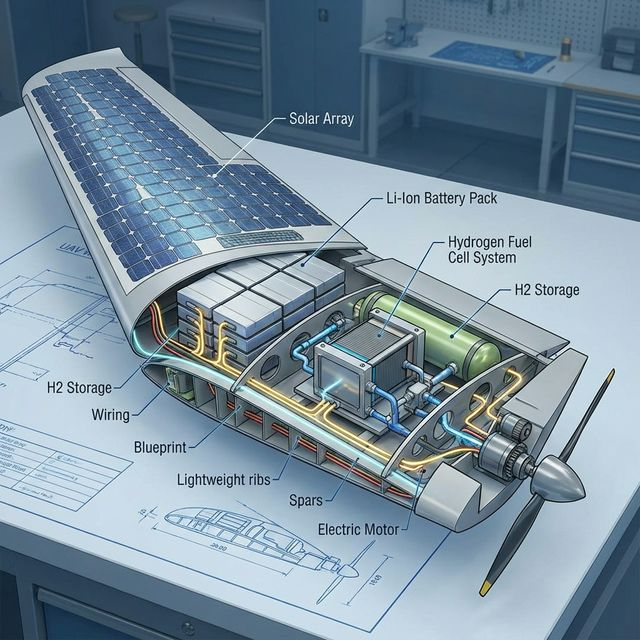 Solar Array
Li-Ion Battery Pack
Hydrogen Fuel
Cell System
H2 Storage
H2 Storage
Wiring
Blueprint
Lightweight ribs
Spars
Electric Motor